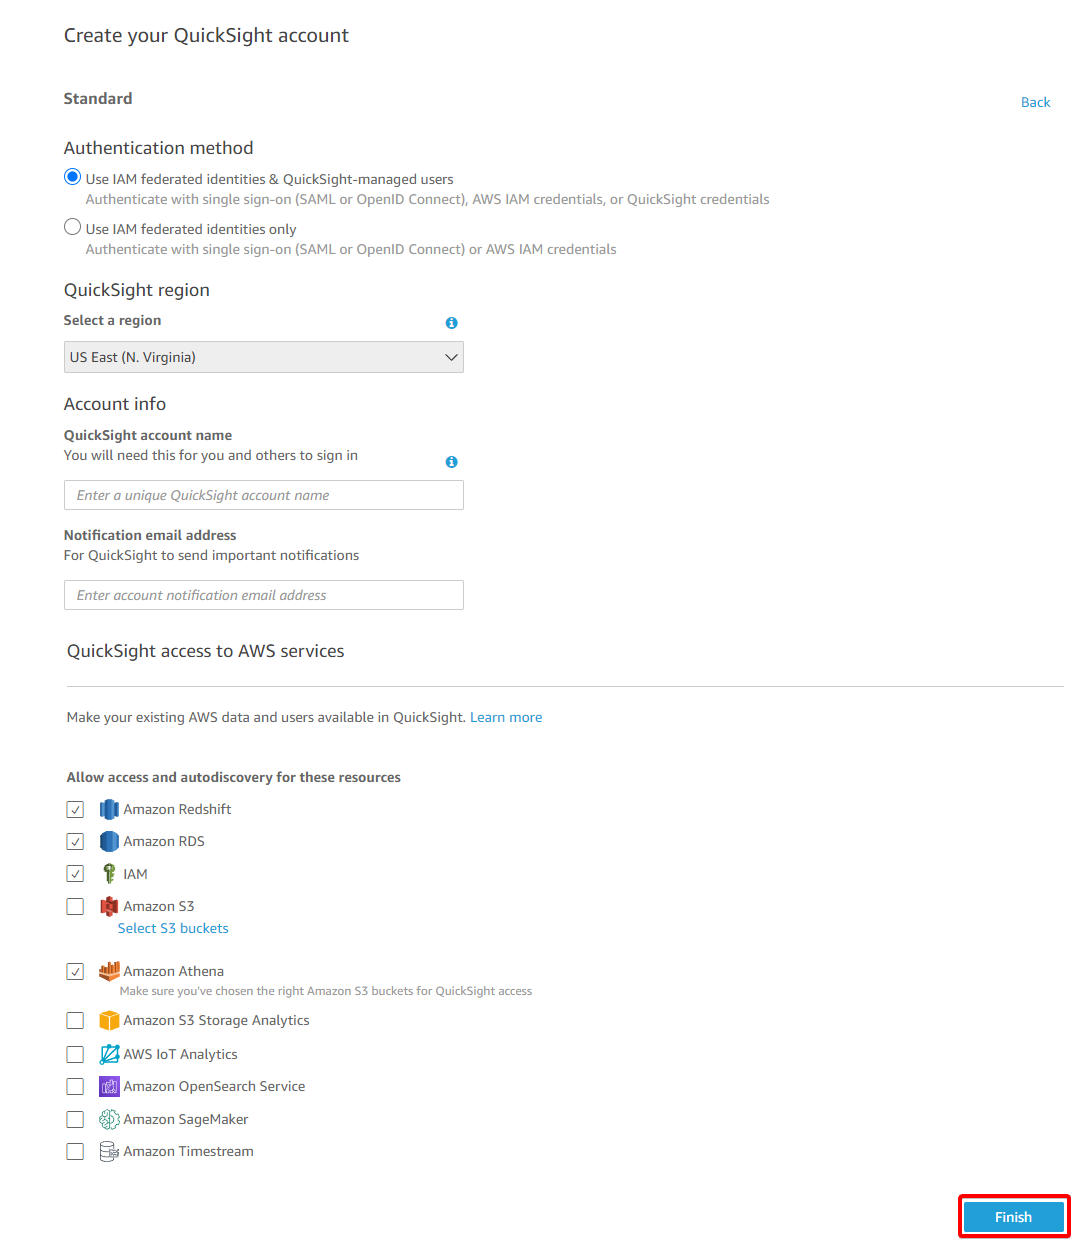 Create your QuickSight account
Standard
Back
Authentication method
Use IAM federated identities & QuickSight-managed users
Authenticate with single sign-on (SAML or OpenID Connect), AWS IAM credentials, or QuickSight credentials
Use IAM federated identities only
Authenticate with single sign-on (SAML or OpenID Connect) or AWS IAM credentials
QuickSight region
Select a region
US East (N. Virginia)
Account info
QuickSight account name
You will need this for you and others to sign in
Enter a unique QuickSight account name
Notification email address
For QuickSight to send important notifications
Enter account notification email address
QuickSight access to AWS services
Make your existing AWS data and users available in QuickSight. Learn more
Allow access and autodiscovery for these resources
Amazon Redshift
Amazon RDS
IAM
Amazon S3
Select S3 buckets
Amazon Athena
Make sure you've chosen the right Amazon S3 buckets for QuickSight access
Amazon S3 Storage Analytics
AWS IoT Analytics
Amazon OpenSearch Service
Amazon SageMaker
Amazon Timestream
Finish